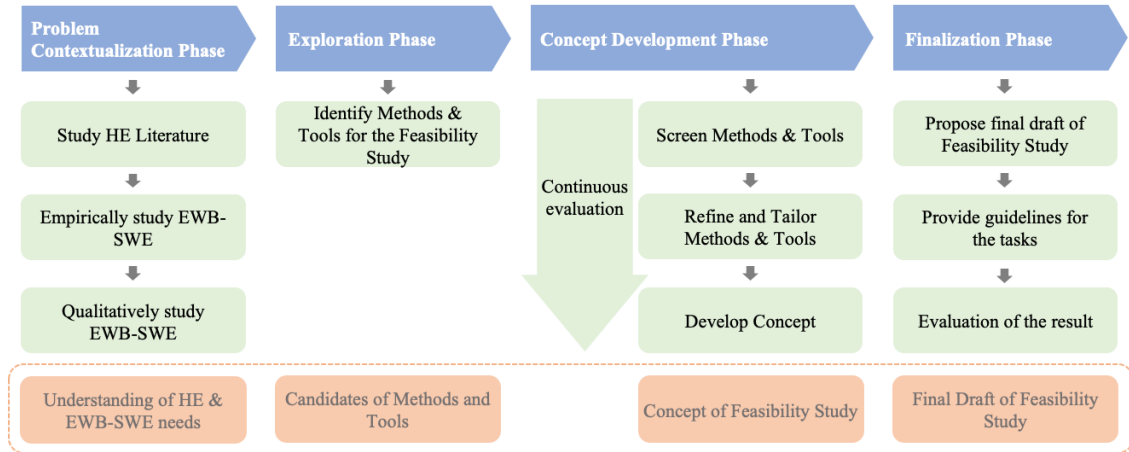 Problem
Contextualization Phase
Exploration Phase
Concept Development Phase
Finalization Phase
Study HE Literature
Empirically study EWB-
SWE
Qualitatively study
EWB-SWE
Identify Methods &
Tools for the Feasibility
Study
Continuous
evaluation
Screen Methods & Tools
Refine and Tailor
Methods & Tools
Develop Concept
Propose final draft of
Feasibility Study
Provide guidelines for
the tasks
Evaluation of the result
Understanding of HE &
EWB-SWE needs
Candidates of Methods and
Tools
Concept of Feasibility Study
Final Draft of Feasibility
Study